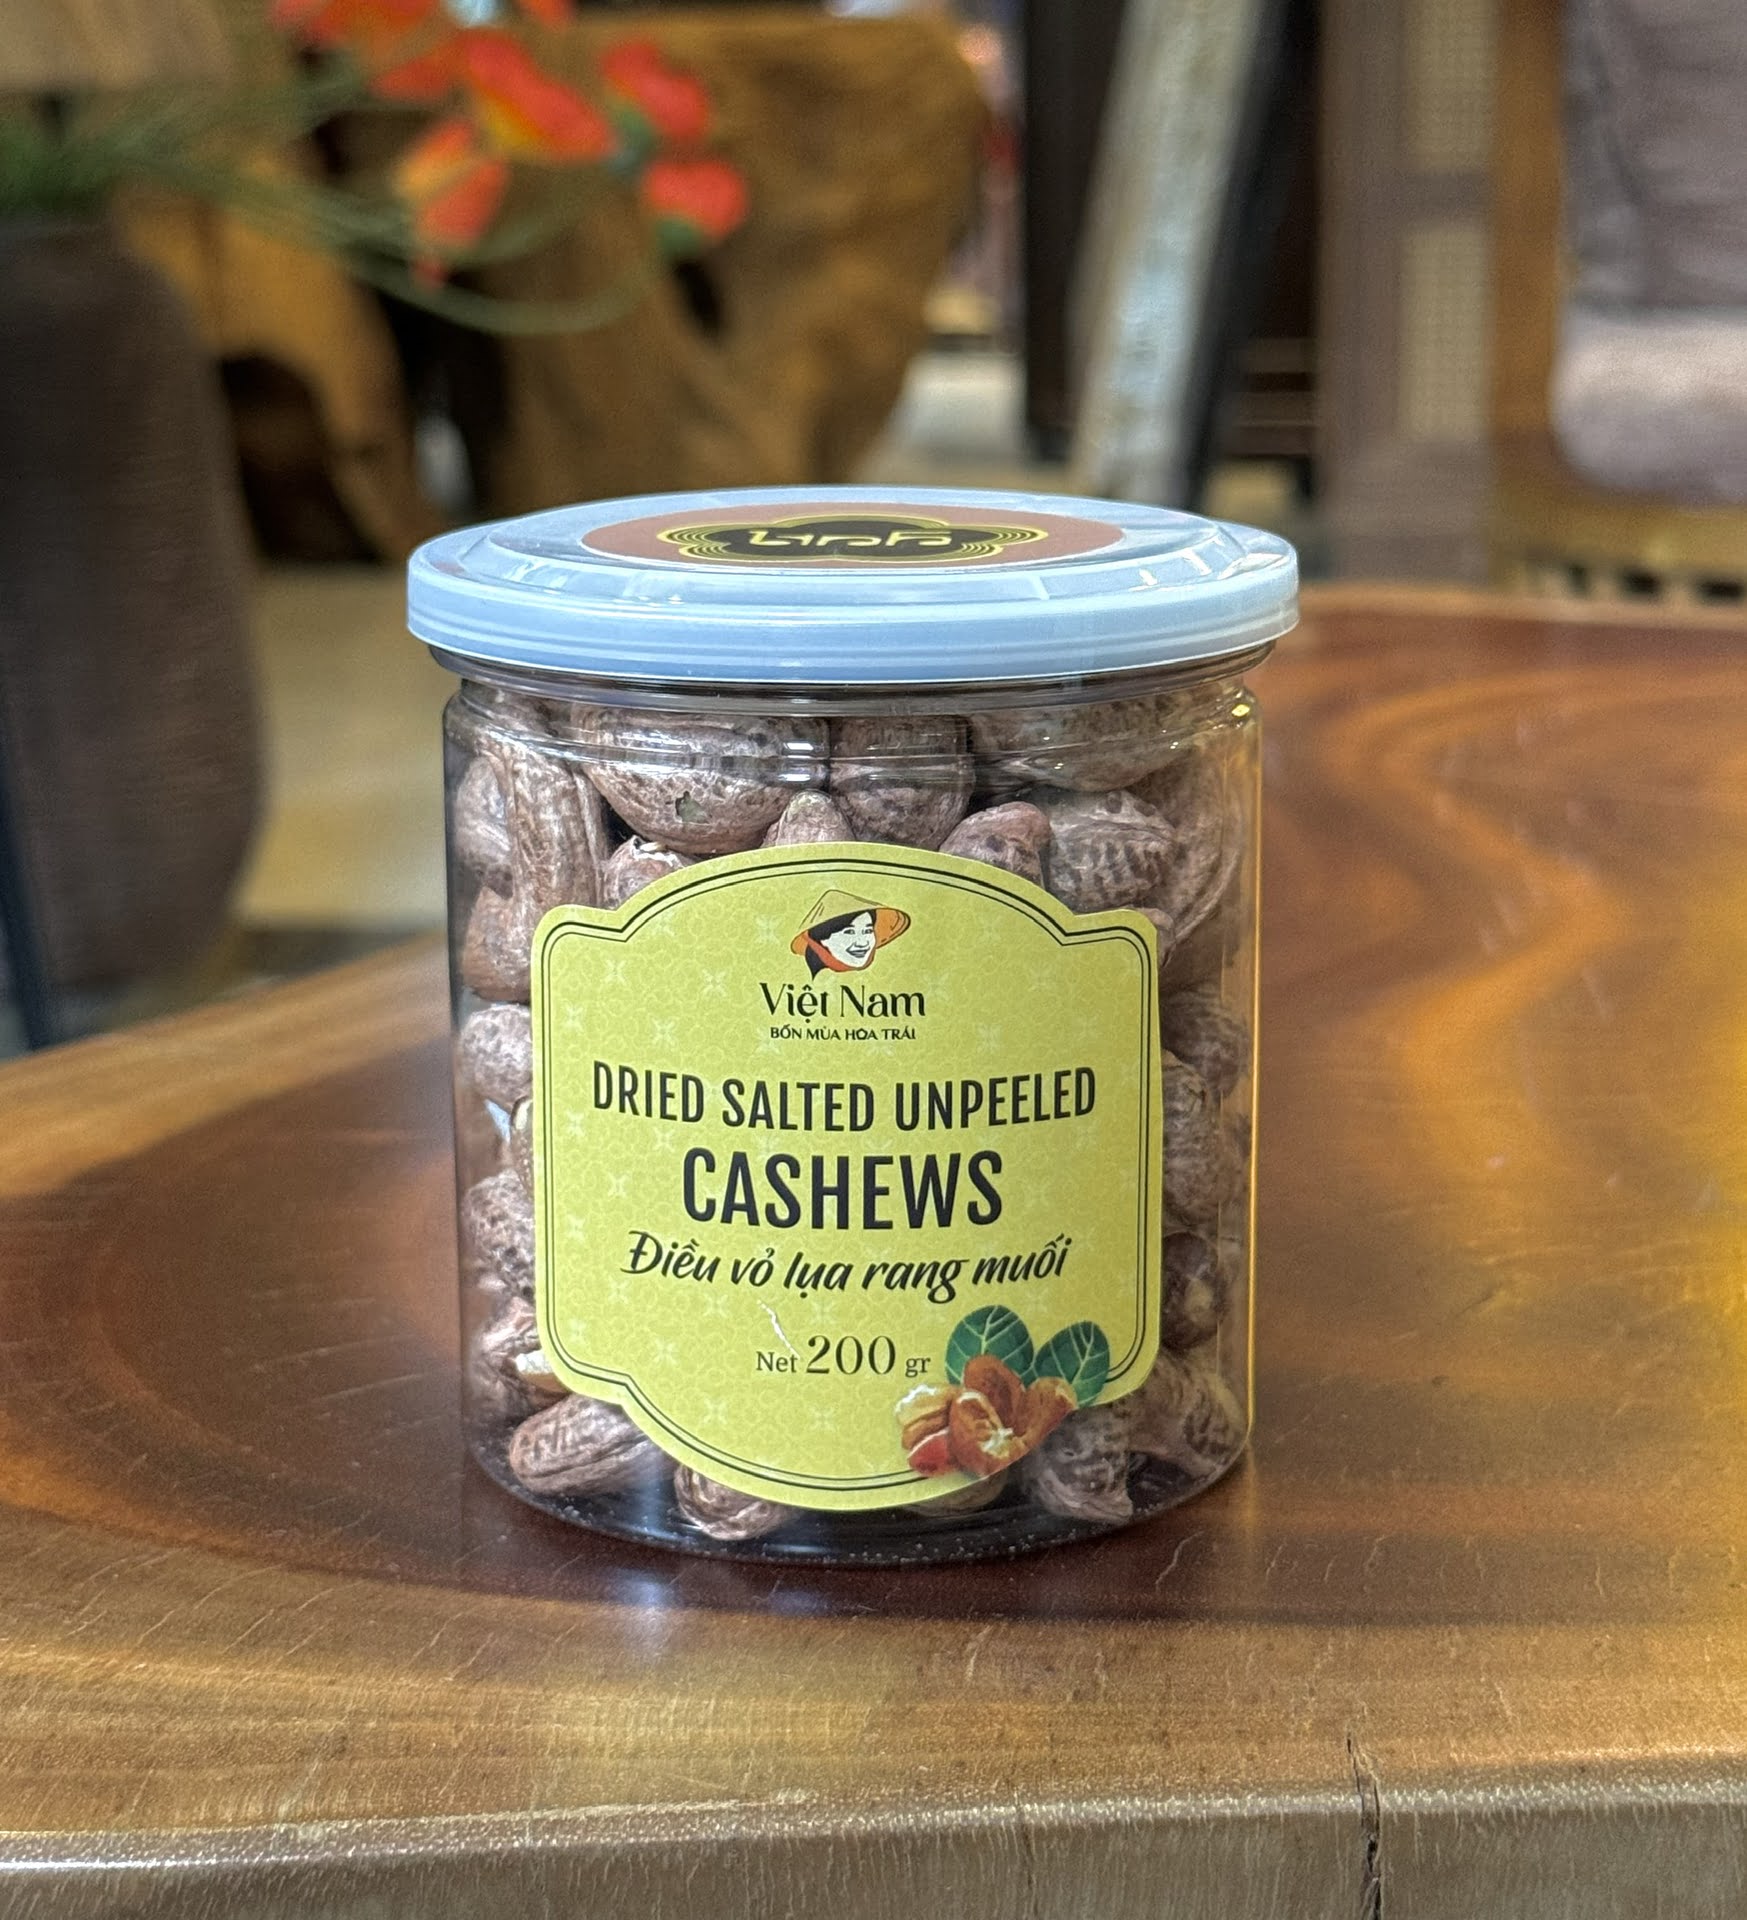 Việt Nam
BỐN MÙA HOA TRÁI
DRIED SALTED UNPEELED
CASHEWS
Điều vỏ lụa rang muối
Net 200 gr